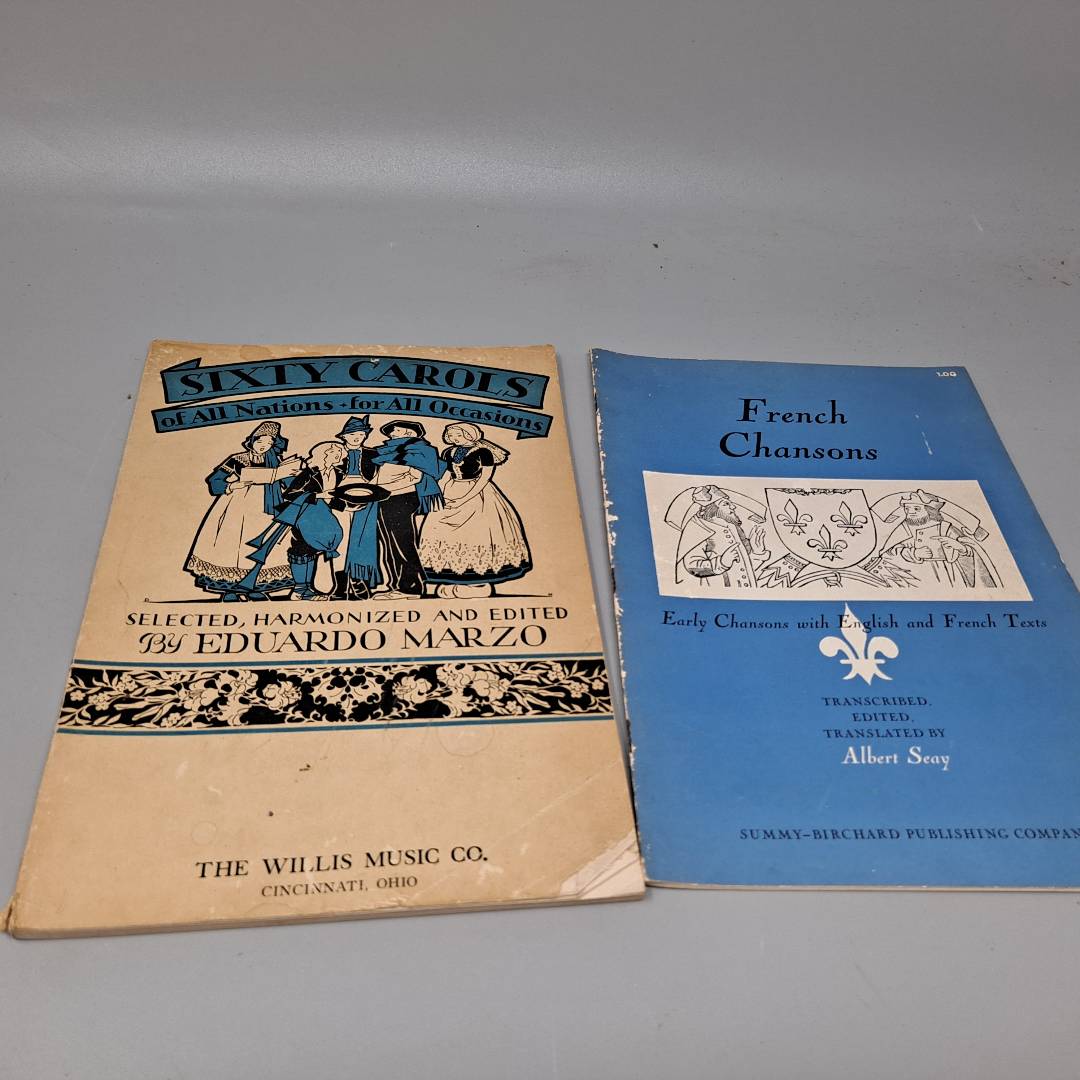 SIXTY CAROLS
of All Nations · for All Occasions
SELECTED, HARMONIZED AND EDITED
BY EDUARDO MARZO
THE WILLIS MUSIC CO.
CINCINNATI, OHIO
1.00
French
Chansons
Early Chansons with English and French Texts
TRANSCRIBED,
EDITED,
TRANSLATED BY
Albert Seay
SUMMY-BIRCHARD PUBLISHING COMPAN